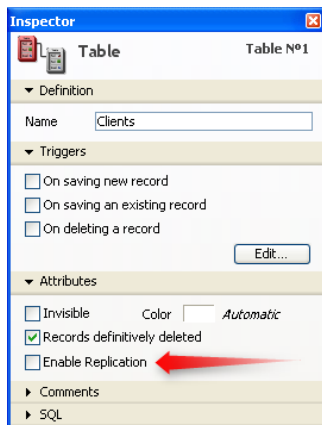 Inspector
Table Table Nº1
Definition
Name Clients
Triggers
On saving new record
On saving an existing record
On deleting a record
Edit...
Attributes
Invisible Color Automatic
Records definitively deleted
Enable Replication
Comments
SQL